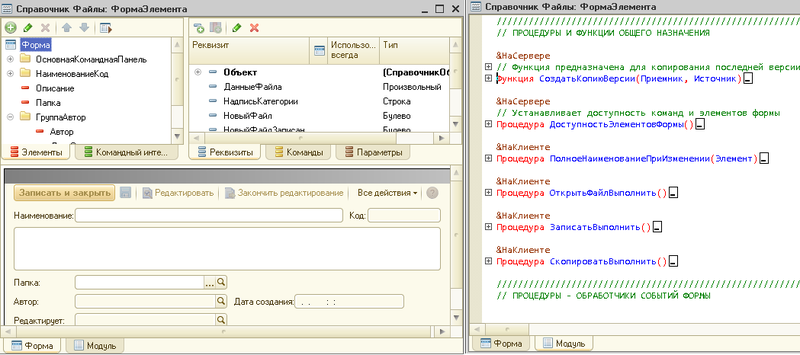 Справочник Файлы: ФормаЭлемента
Форма
ОсновнаяКоманднаяПанель
НаименованиеКод
Описание
Папка
ГруппаАвтор
Автор
Элементы
Командный инте...
Реквизит
Использо...
всегда
Тип
Объект
(СправочникОб
ДанныеФайла
Произвольный
НадписьКатегории
Строка
НовыйФайл
Булево
НовыйФайлЗаписан
Булево
Реквизиты
Команды
Параметры
Записать и закрыть
Редактировать
Закончить редактирование
Все действия
Наименование:
Код:
Папка:
...
Автор:
Дата создания:
. . : :
Редактирует:
Форма
Модуль
Справочник Файлы: ФормаЭлемента
////////////////////////////////////////////////////////////
// ПРОЦЕДУРЫ И ФУНКЦИИ ОБЩЕГО НАЗНАЧЕНИЯ
&НаСервере
// Функция предназначена для копирования последней версии
Функция СоздатьКопиюВерсии(Приемник, Источник)
&НаСервере
// Устанавливает доступность команд и элементов формы
Процедура ДоступностьЭлементовФормы()
&НаКлиенте
Процедура ПолноеНаименованиеПриИзменении(Элемент)
&НаКлиенте
Процедура ОткрытьФайлВыполнить()
&НаКлиенте
Процедура ЗаписатьВыполнить()
&НаКлиенте
Процедура СкопироватьВыполнить()
////////////////////////////////////////////////////////////
// ПРОЦЕДУРЫ - ОБРАБОТЧИКИ СОБЫТИЙ ФОРМЫ
Форма
Модуль